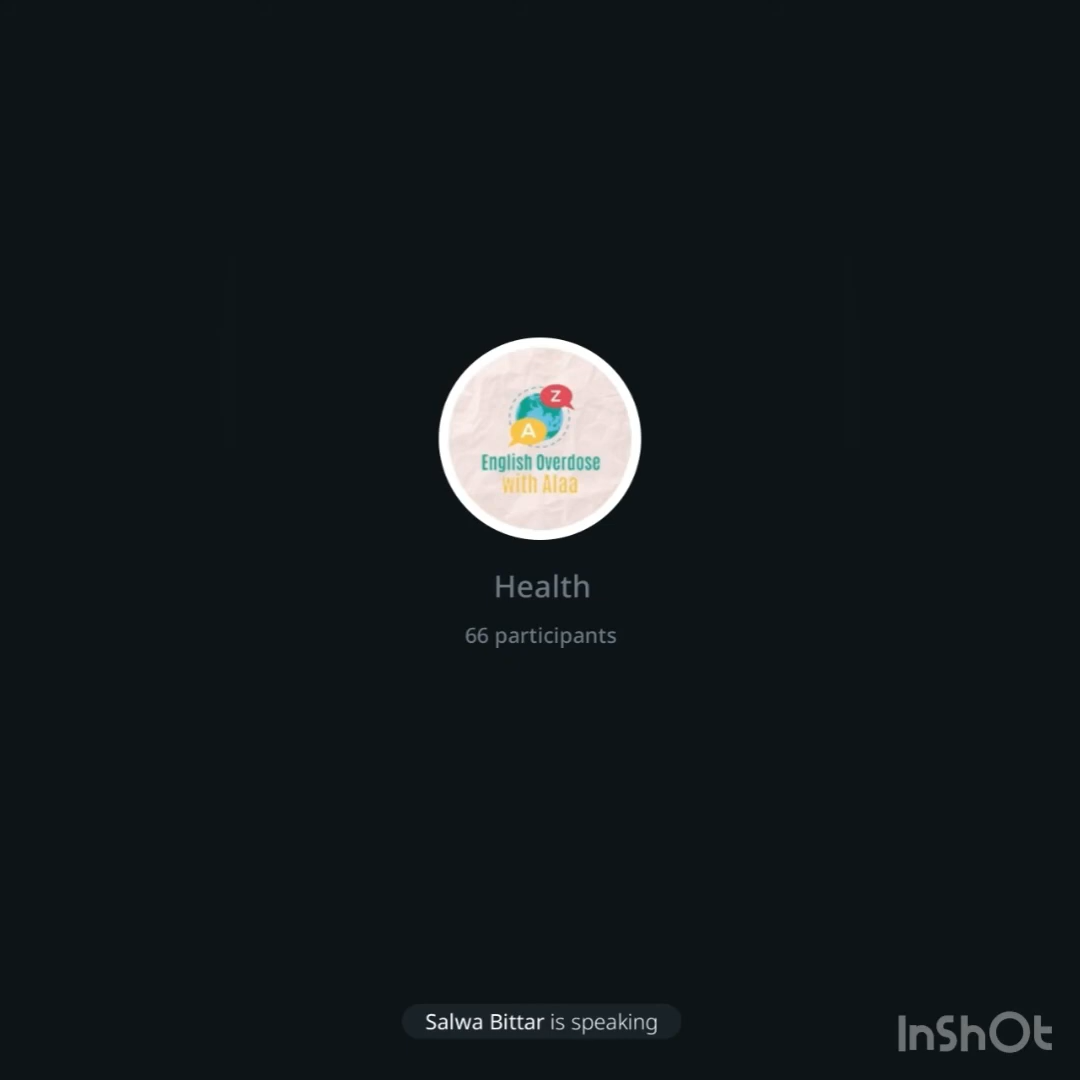 Z
A
English Overdose
with Alaa
Health
66 participants
Salwa Bittar is speaking
InShOt